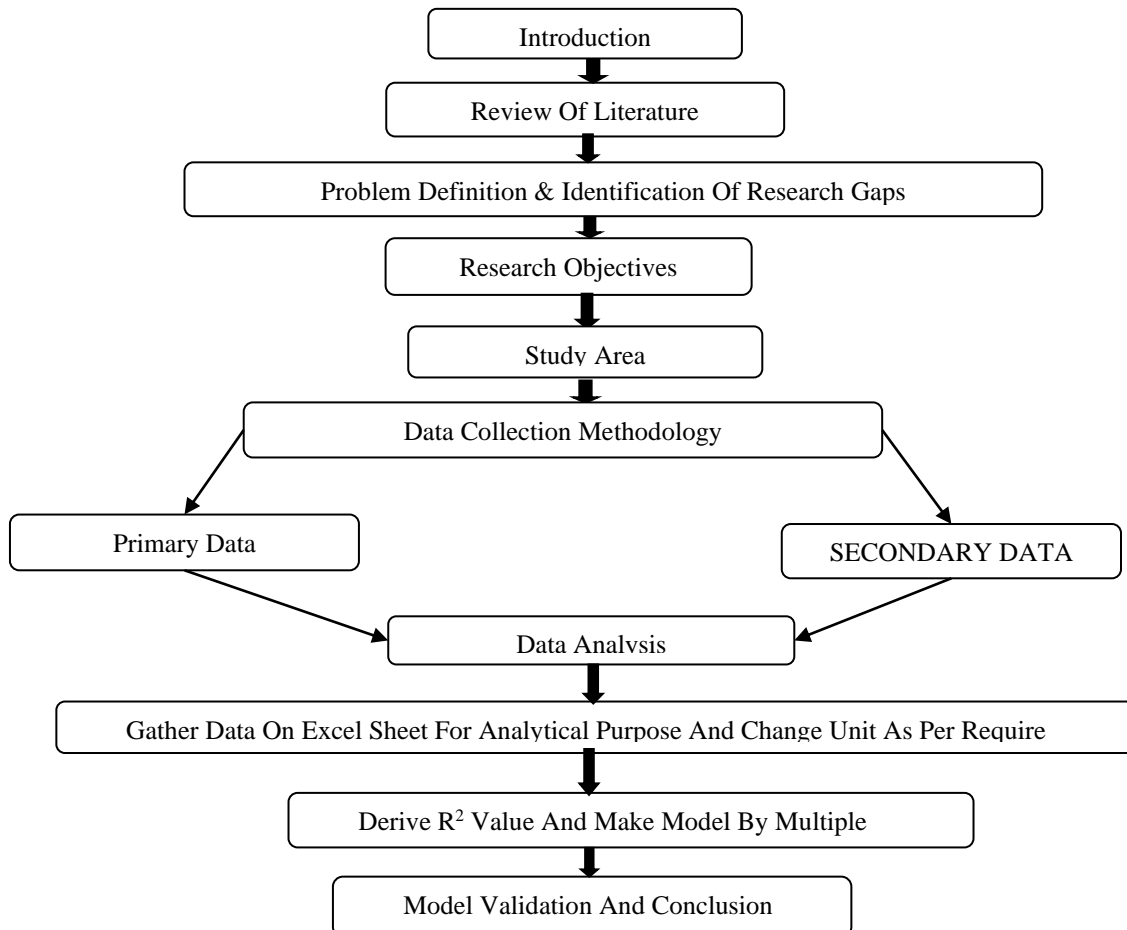 Introduction
Review Of Literature
Problem Definition & Identification Of Research Gaps
Research Objectives
Study Area
Data Collection Methodology
Primary Data
SECONDARY DATA
Data Analysis
Gather Data On Excel Sheet For Analytical Purpose And Change Unit As Per Require
Derive R² Value And Make Model By Multiple
Model Validation And Conclusion